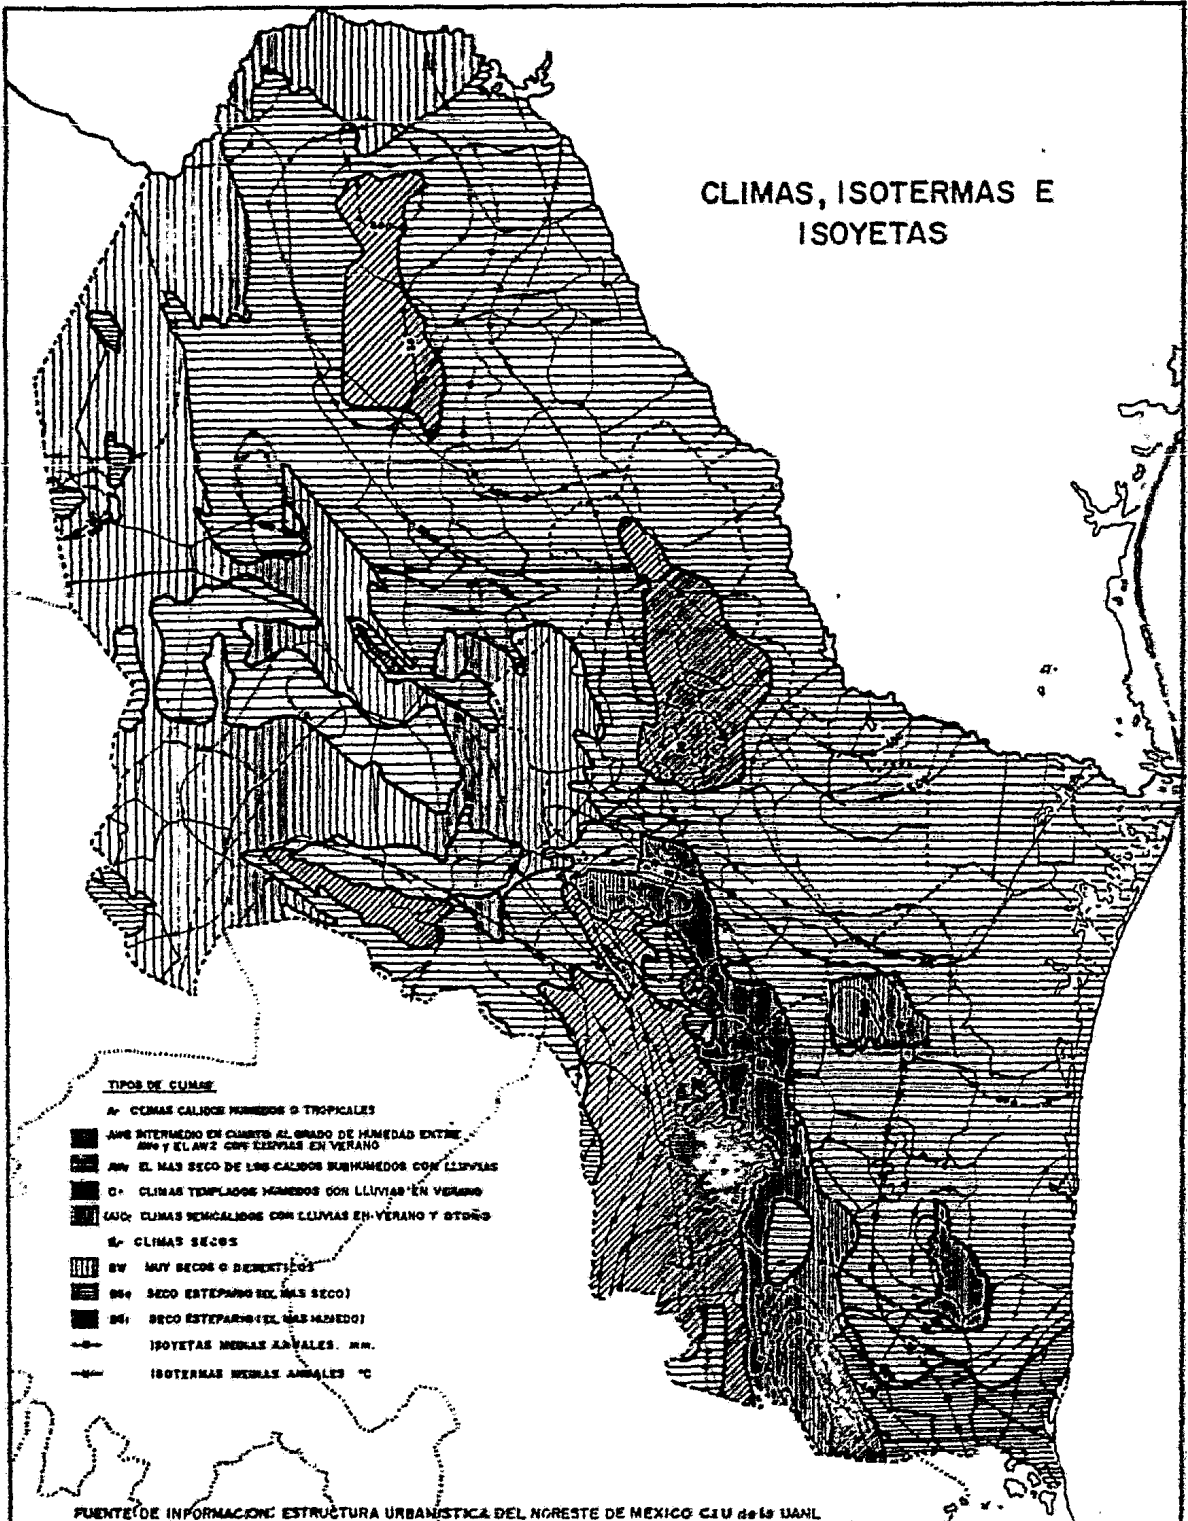 CLIMAS, ISOTERMAS E
ISOYETAS
TIPOS DE CLIMAS
A= CLIMAS CALIDOS HUMEDOS O TROPICALES
INTERMEDIO EN CUANTO AL GRADO DE HUMEDAD ENTRE
Y EL AW2 CON LLUVIAS EN VERANO
EL MAS SECO DE LOS CALIDOS SUBHUMEDOS CON LLUVIAS
C= CLIMAS TEMPLADOS HUMEDOS CON LLUVIAS EN VERANO
CLIMAS SEMICALIDOS CON LLUVIAS EN VERANO Y OTOÑO
CLIMAS SECOS
BW MUY SECOS O DESERTICOS
SECO ESTEPARIO (EL MAS SECO)
SECO ESTEPARIO (EL MAS HUMEDO)
ISOYETAS MEDIAS ANUALES. mm.
ISOTERMAS MEDIAS ANUALES °C
FUENTE DE INFORMACION: ESTRUCTURA URBANISTICA DEL NORESTE DE MEXICO C.I.U de la UANL